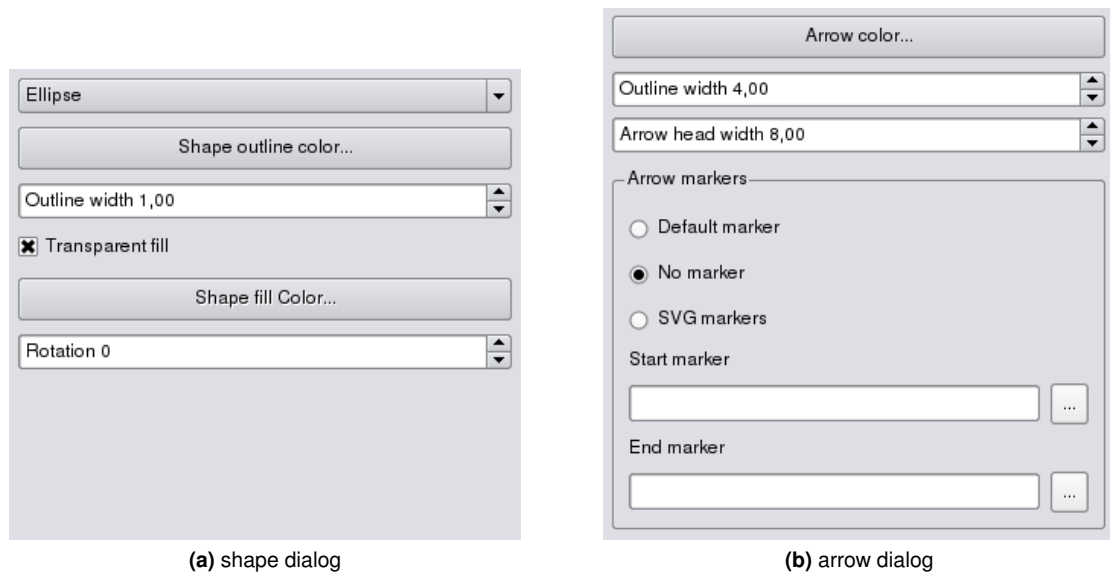 Ellipse
Shape outline color...
Outline width 1,00
Transparent fill
Shape fill Color...
Rotation 0
(a) shape dialog
Arrow color...
Outline width 4,00
Arrow head width 8,00
Arrow markers
Default marker
No marker
SVG markers
Start marker
...
End marker
...
(b) arrow dialog